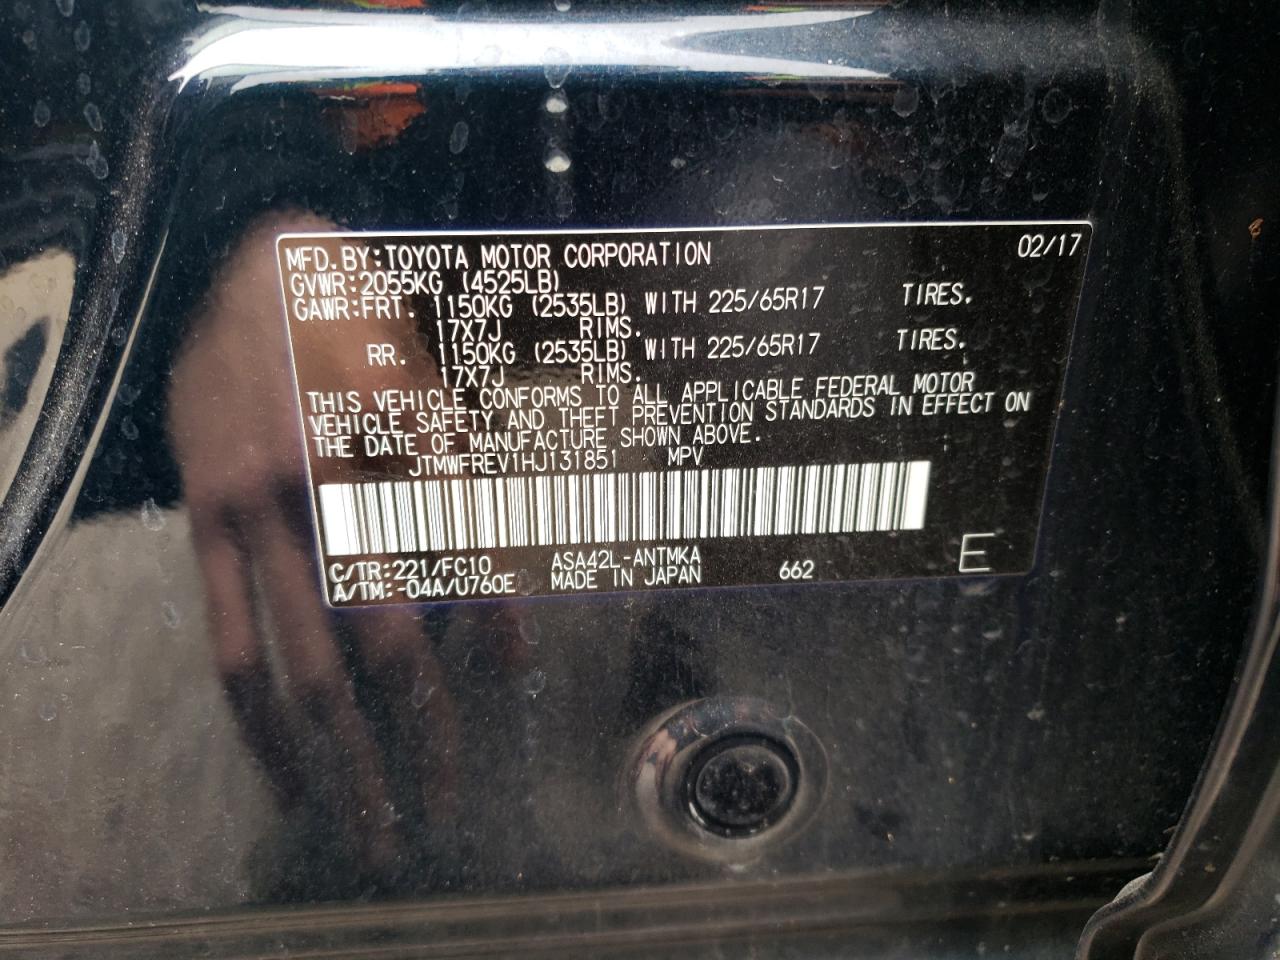 MFD.BY:TOYOTA MOTOR CORPORATION 02/17
GVWR:2055KG (4525LB)
GAWR:FRT. 1150KG (2535LB) WITH 225/65R17 TIRES.
17X7J RIMS.
RR. 1150KG (2535LB) WITH 225/65R17 TIRES.
17X7J RIMS.
THIS VEHICLE CONFORMS TO ALL APPLICABLE FEDERAL MOTOR
VEHICLE SAFETY AND THEFT PREVENTION STANDARDS IN EFFECT ON
THE DATE OF MANUFACTURE SHOWN ABOVE.
JTMWFREV1HJ131851 MPV
C/TR:221/FC10 ASA42L-ANTMKA
A/TM:-04A/U760E MADE IN JAPAN 662 E